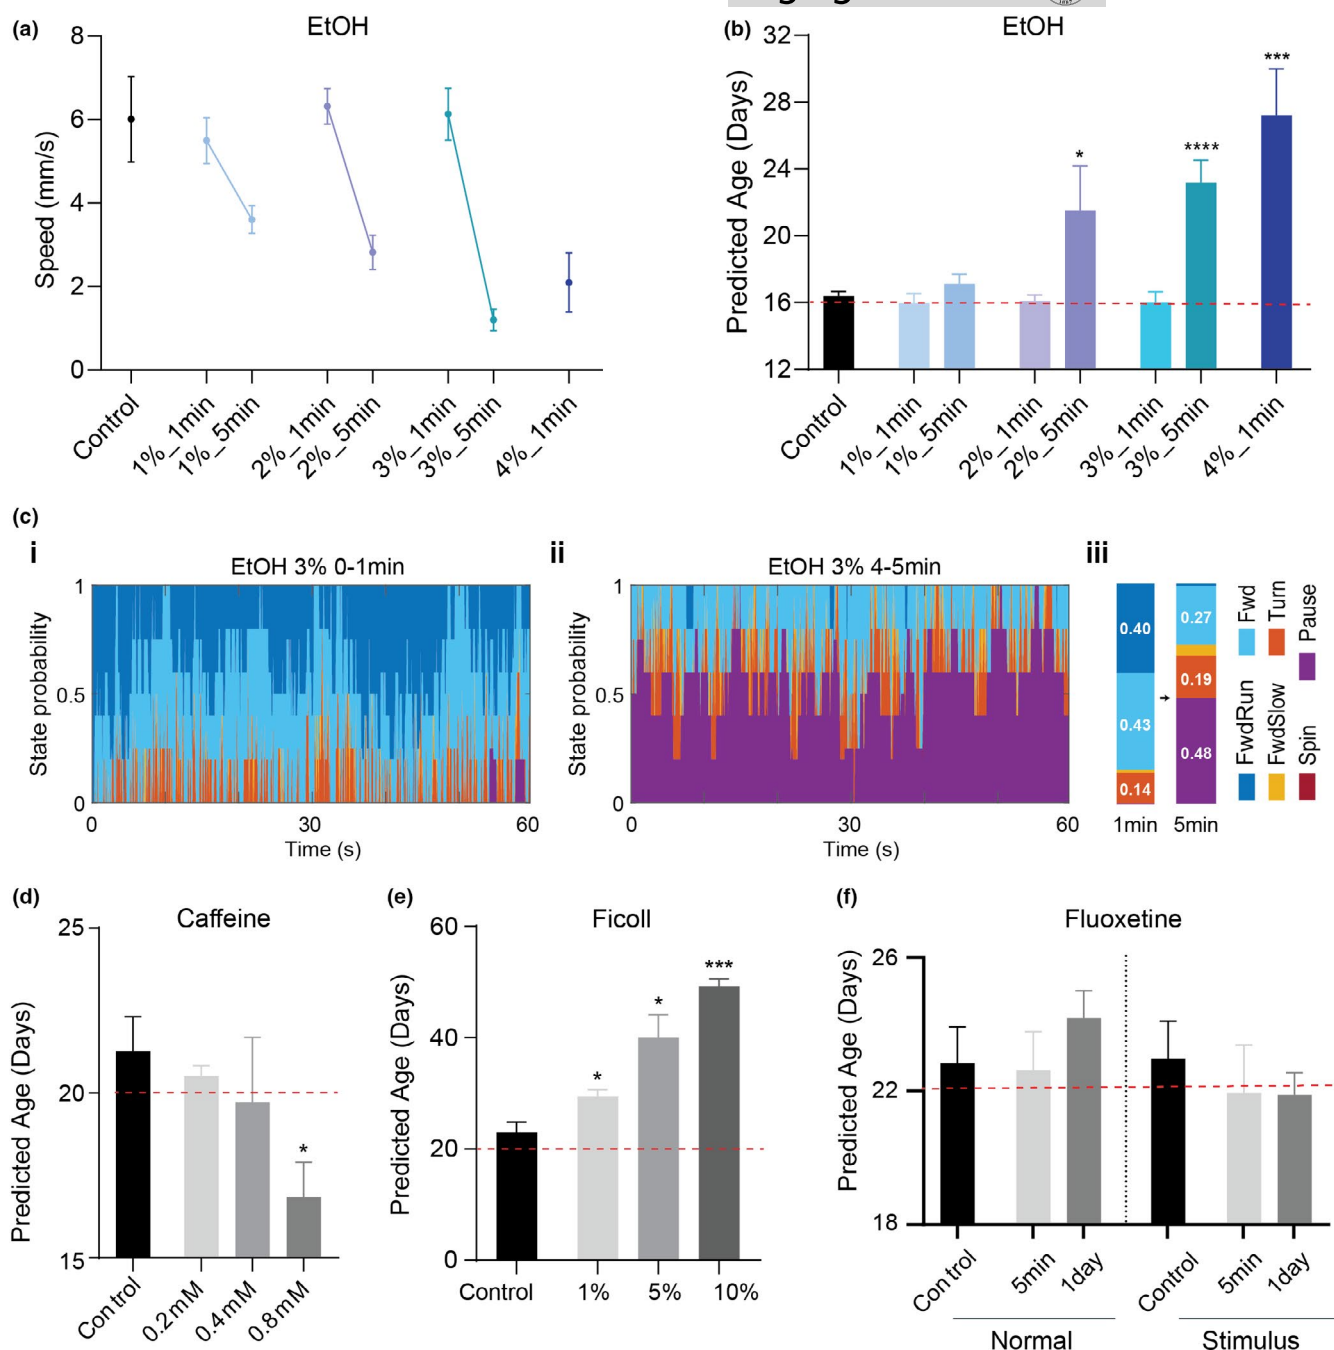 (a)
EtOH
Speed (mm/s)
8
6
4
2
0
Control
1%_1min
1%_5min
2%_1min
2%_5min
3%_1min
3%_5min
4%_1min
(b)
EtOH
Predicted Age (Days)
32
28
24
20
16
12
*
****
***
Control
1%_1min
1%_5min
2%_1min
2%_5min
3%_1min
3%_5min
4%_1min
(c)
i
EtOH 3% 0-1min
State probability
1
0.5
0
0
30
60
Time (s)
ii
EtOH 3% 4-5min
State probability
1
0.5
0
0
30
60
Time (s)
iii
0.40
0.43
0.14
1min
0.27
0.19
0.48
5min
FwdRun
Fwd
FwdSlow
Turn
Spin
Pause
(d)
Caffeine
Predicted Age (Days)
25
20
15
*
Control
0.2mM
0.4mM
0.8mM
(e)
Ficoll
Predicted Age (Days)
60
40
20
0
*
*
***
Control
1%
5%
10%
(f)
Fluoxetine
Predicted Age (Days)
26
22
18
Control
5min
1day
Normal
Control
5min
1day
Stimulus